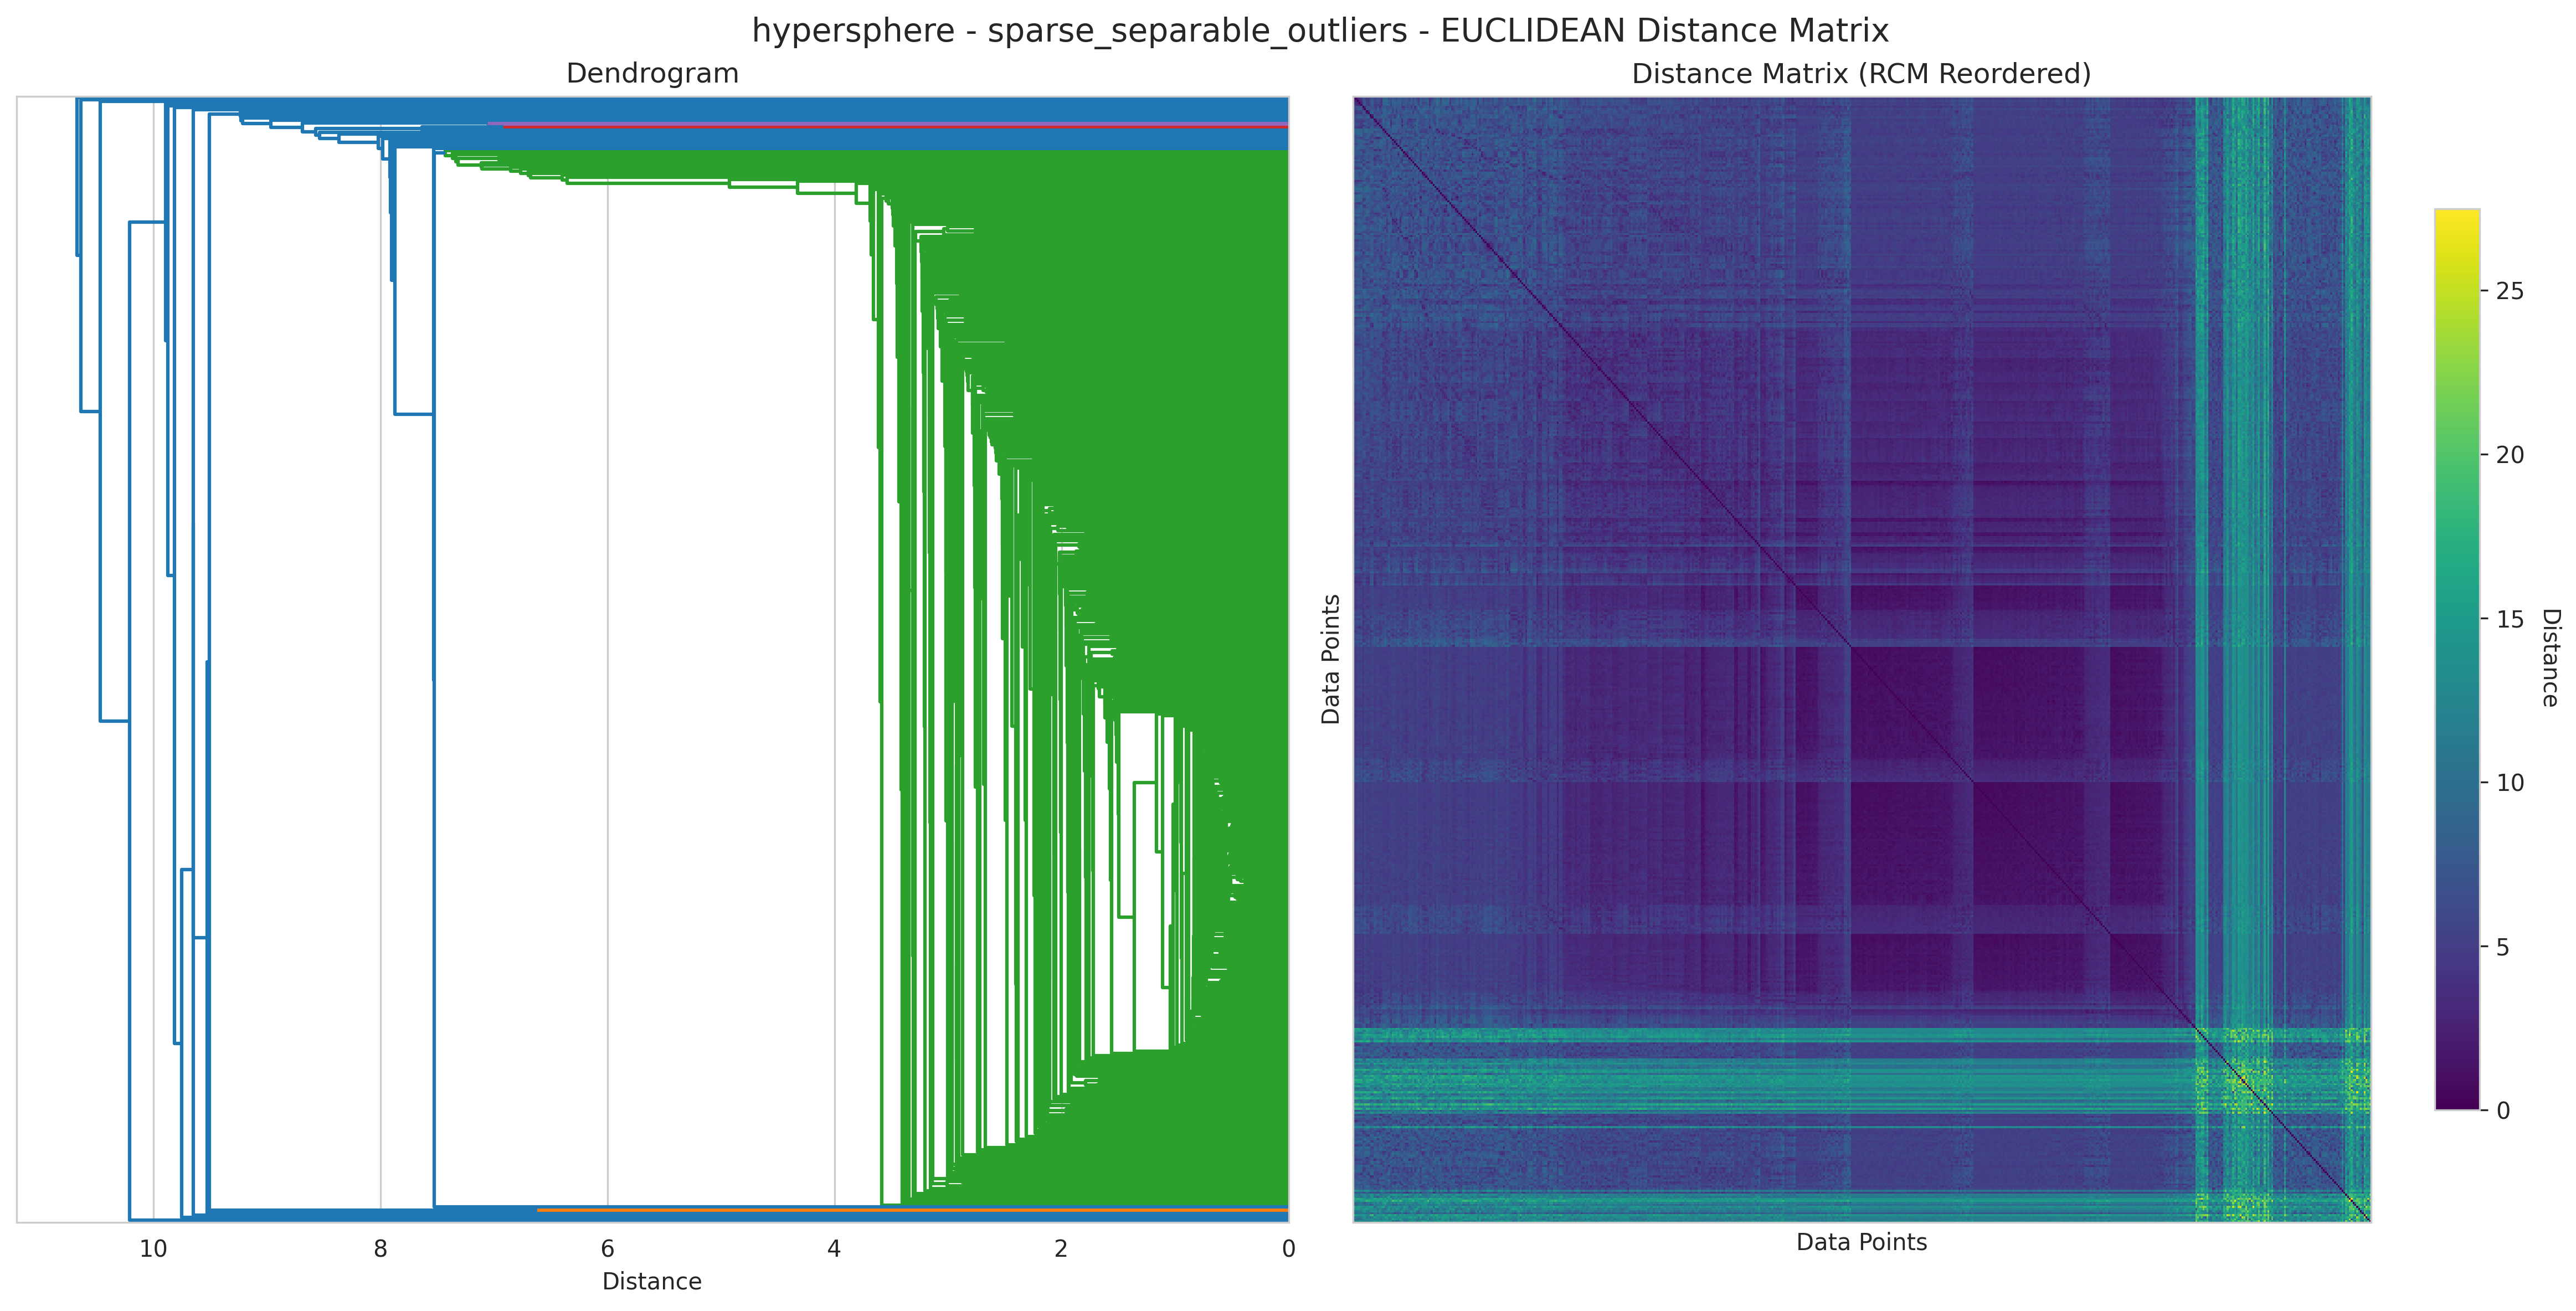 hypersphere - sparse_separable_outliers - EUCLIDEAN Distance Matrix
Dendrogram
10 8 6 4 2 0
Distance
Distance Matrix (RCM Reordered)
Data Points
Data Points
25
20
15
10
5
0
Distance